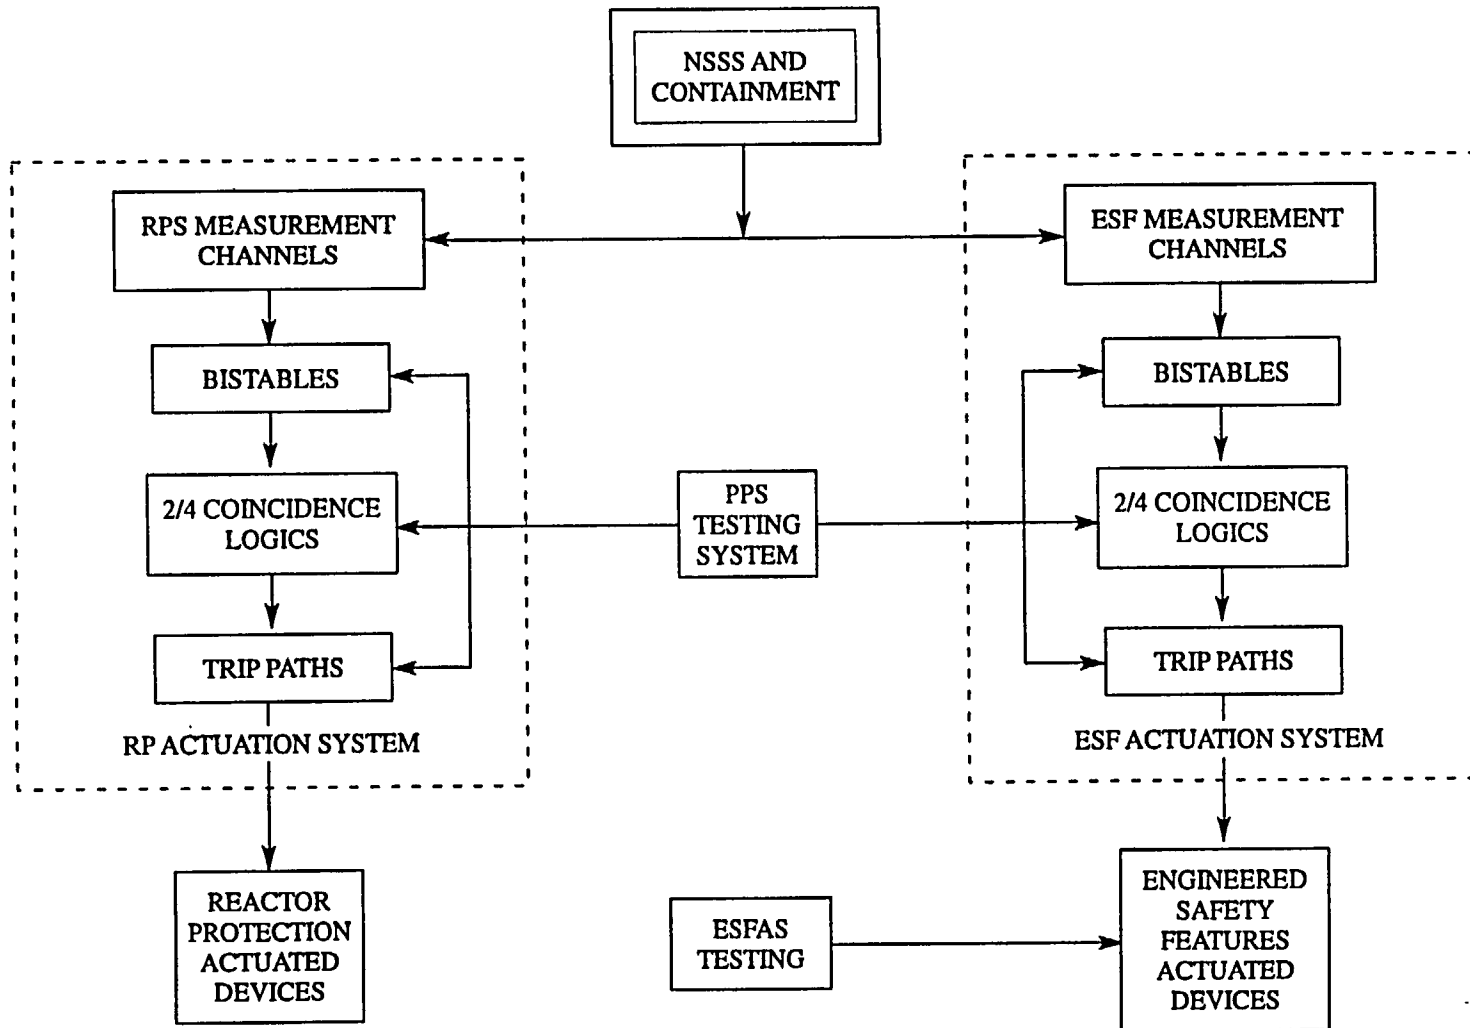 NSSS AND
CONTAINMENT
RPS MEASUREMENT
CHANNELS
ESF MEASUREMENT
CHANNELS
BISTABLES
BISTABLES
2/4 COINCIDENCE
LOGICS
PPS
TESTING
SYSTEM
2/4 COINCIDENCE
LOGICS
TRIP PATHS
TRIP PATHS
RP ACTUATION SYSTEM
ESF ACTUATION SYSTEM
REACTOR
PROTECTION
ACTUATED
DEVICES
ESFAS
TESTING
ENGINEERED
SAFETY
FEATURES
ACTUATED
DEVICES